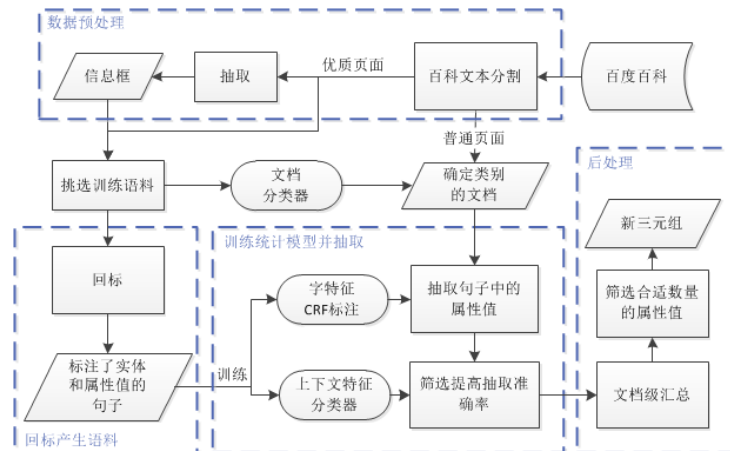 数据预处理
信息框
抽取
优质页面
百科文本分割
百度百科
普通页面
挑选训练语料
文档
分类器
确定类别
的文档
后处理
新三元组
训练统计模型并抽取
回标
字特征
CRF标注
抽取句子中的
属性值
筛选合适数量
的属性值
标注了实体
和属性值的
句子
训练
上下文特征
分类器
筛选提高抽取准
确率
文档级汇总
回标产生语料